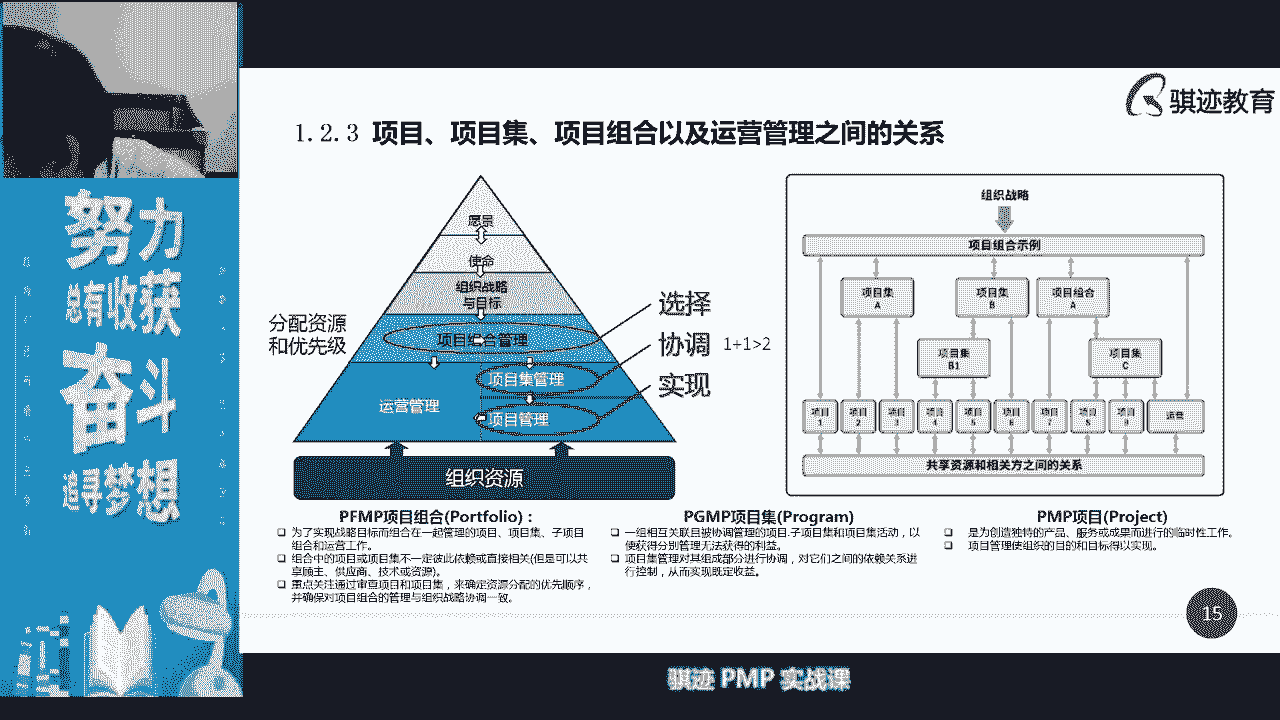 骐迹教育
努力
总有收获
奋斗
追寻梦想
1.2.3 项目、项目集、项目组合以及运营管理之间的关系
愿景
使命
组织战略
与目标
分配资源
和优先级
项目组合管理
选择
项目集管理
协调
1+1>2
运营管理
项目管理
实现
组织资源
组织战略
项目组合示例
项目集
A
项目集
B
项目组合
A
项目集
B1
项目集
C
项目
1
项目
2
项目
3
项目
4
项目
5
项目
6
项目
7
项目
8
项目
9
运营
共享资源和相关方之间的关系
PFMP项目组合(Portfolio)：
为了实现战略目标而组合在一起管理的项目、项目集、子项目
组合和运营工作。
组合中的项目或项目集不一定彼此依赖或直接相关(但是可以共
享雇主、供应商、技术或资源)。
重点关注通过审查项目和项目集，来确定资源分配的优先顺序，
并确保对项目组合的管理与组织战略协调一致。
PGMP项目集(Program)
一组相互关联且被协调管理的项目.子项目集和项目集活动，以
便获得分别管理无法获得的利益。
项目集管理对其组成部分进行协调，对它们之间的依赖关系进
行控制，从而实现既定收益。
PMP项目(Project)
是为创造独特的产品、服务或成果而进行的临时性工作。
项目管理使组织的目的和目标得以实现。
15
骐迹 PMP 实战课